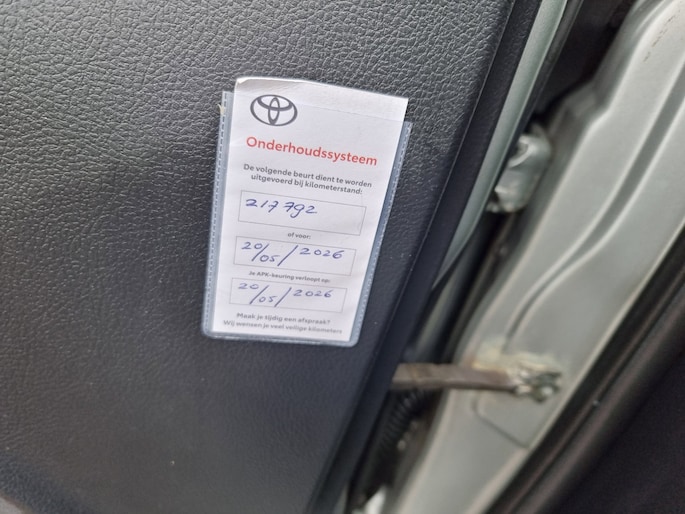 Onderhoudssysteem
De volgende beurt dient te worden
uitgevoerd bij kilometerstand:
217792
of voor:
20/05/2026
Je APK-keuring verloopt op:
20/05/2026
Maak je tijdig een afspraak?
Wij wensen je veel veilige kilometers